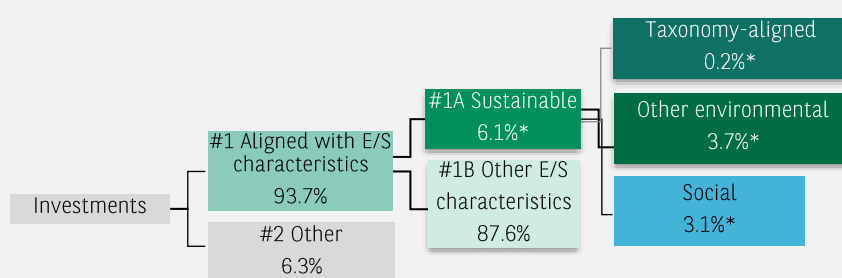 Taxonomy-aligned
0.2%*
#1A Sustainable
6.1%*
Other environmental
3.7%*
#1 Aligned with E/S
characteristics
93.7%
#1B Other E/S
characteristics
87.6%
Social
3.1%*
Investments
#2 Other
6.3%